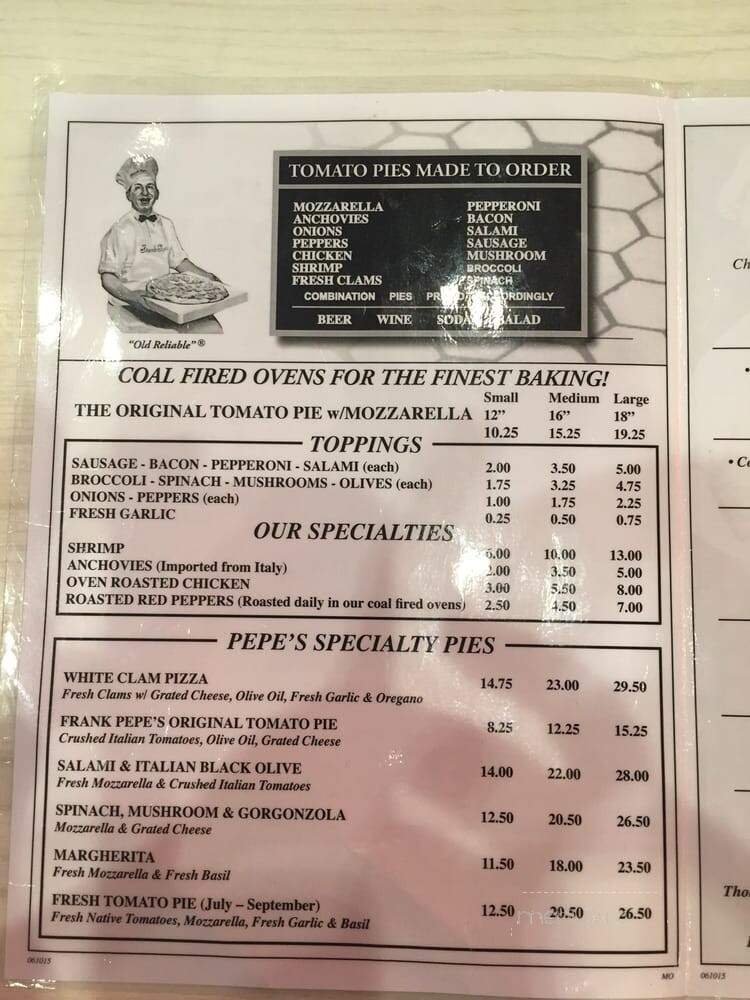 TOMATO PIES MADE TO ORDER
MOZZARELLA PEPPERONI
ANCHOVIES BACON
ONIONS SALAMI
PEPPERS SAUSAGE
CHICKEN MUSHROOM
SHRIMP BROCCOLI
FRESH CLAMS SPINACH
COMBINATION PIES
BEER WINE SODA SALAD
"Old Reliable"®
COAL FIRED OVENS FOR THE FINEST BAKING!
Small Medium Large
THE ORIGINAL TOMATO PIE w/MOZZARELLA 12" 16" 18"
10.25 15.25 19.25
TOPPINGS
SAUSAGE - BACON - PEPPERONI - SALAMI (each) 2.00 3.50 5.00
BROCCOLI - SPINACH - MUSHROOMS - OLIVES (each) 1.75 3.25 4.75
ONIONS - PEPPERS (each) 1.00 1.75 2.25
FRESH GARLIC 0.25 0.50 0.75
OUR SPECIALTIES
SHRIMP 6.00 10.00 13.00
ANCHOVIES (Imported from Italy) 2.00 3.50 5.00
OVEN ROASTED CHICKEN 3.00 5.50 8.00
ROASTED RED PEPPERS (Roasted daily in our coal fired ovens) 2.50 4.50 7.00
PEPE'S SPECIALTY PIES
WHITE CLAM PIZZA 14.75 23.00 29.50
Fresh Clams w/ Grated Cheese, Olive Oil, Fresh Garlic & Oregano
FRANK PEPE'S ORIGINAL TOMATO PIE 8.25 12.25 15.25
Crushed Italian Tomatoes, Olive Oil, Grated Cheese
SALAMI & ITALIAN BLACK OLIVE 14.00 22.00 28.00
Fresh Mozzarella & Crushed Italian Tomatoes
SPINACH, MUSHROOM & GORGONZOLA 12.50 20.50 26.50
Mozzarella & Grated Cheese
MARGHERITA 11.50 18.00 23.50
Fresh Mozzarella & Fresh Basil
FRESH TOMATO PIE (July – September) 12.50 20.50 26.50
Fresh Native Tomatoes, Mozzarella, Fresh Garlic & Basil
061015 MO 061015